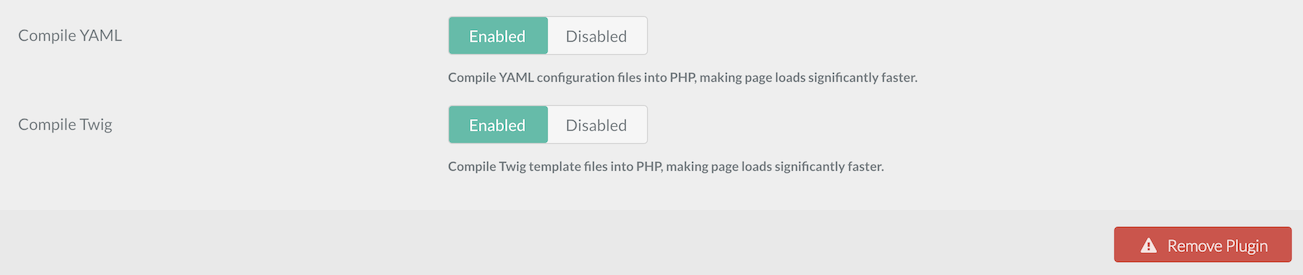 Compile YAML
Enabled
Disabled
Compile YAML configuration files into PHP, making page loads significantly faster.
Compile Twig
Enabled
Disabled
Compile Twig template files into PHP, making page loads significantly faster.
Remove Plugin